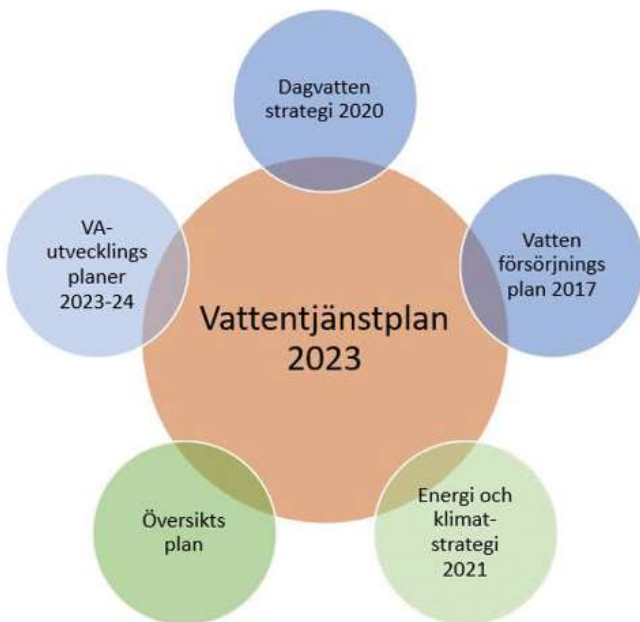 Dagvatten
strategi 2020
VA-
utvecklings
planer
2023-24
Vatten
försörjnings
plan 2017
Vattentjänstplan
2023
Översikts
plan
Energi och
klimat-
strategi
2021